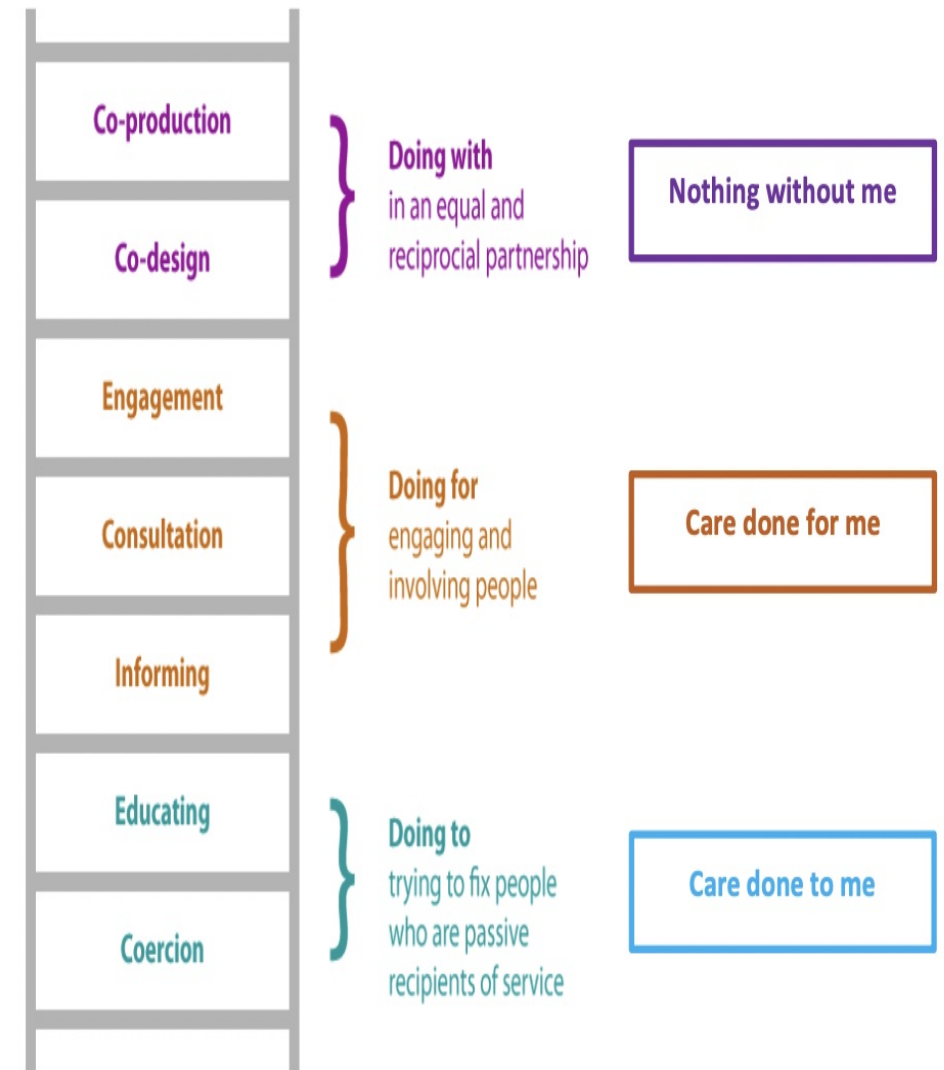 Co-production
Co-design
Doing with
in an equal and
reciprocial partnership
Nothing without me
Engagement
Consultation
Informing
Doing for
engaging and
involving people
Care done for me
Educating
Coercion
Doing to
trying to fix people
who are passive
recipients of service
Care done to me